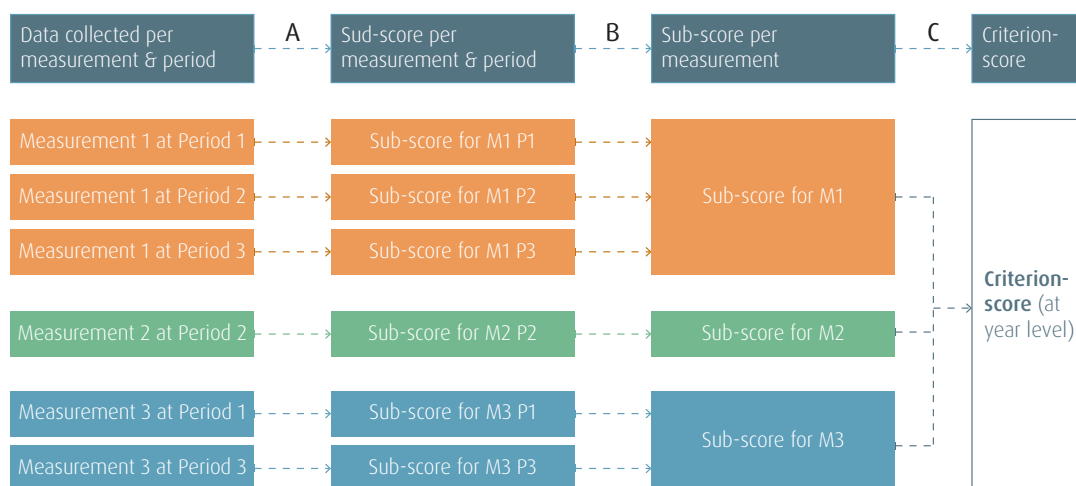 Data collected per
measurement & period
A
Sud-score per
measurement & period
B
Sub-score per
measurement
C
Criterion-
score
Measurement 1 at Period 1
Sub-score for M1 P1
Measurement 1 at Period 2
Sub-score for M1 P2
Sub-score for M1
Measurement 1 at Period 3
Sub-score for M1 P3
Measurement 2 at Period 2
Sub-score for M2 P2
Sub-score for M2
Measurement 3 at Period 1
Sub-score for M3 P1
Measurement 3 at Period 3
Sub-score for M3 P3
Sub-score for M3
Criterion-
score (at
year level)